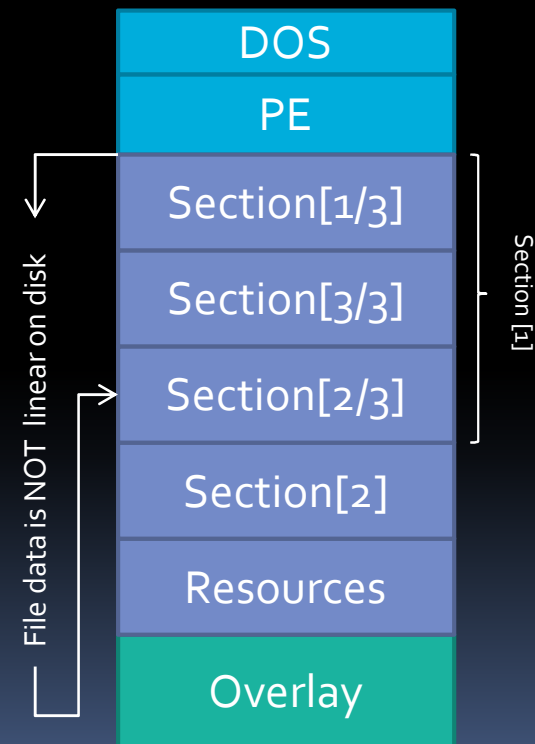 DOS
PE
Section[1/3]
Section[3/3]
Section[2/3]
Section[2]
Resources
Overlay
File data is NOT linear on disk
Section [1]